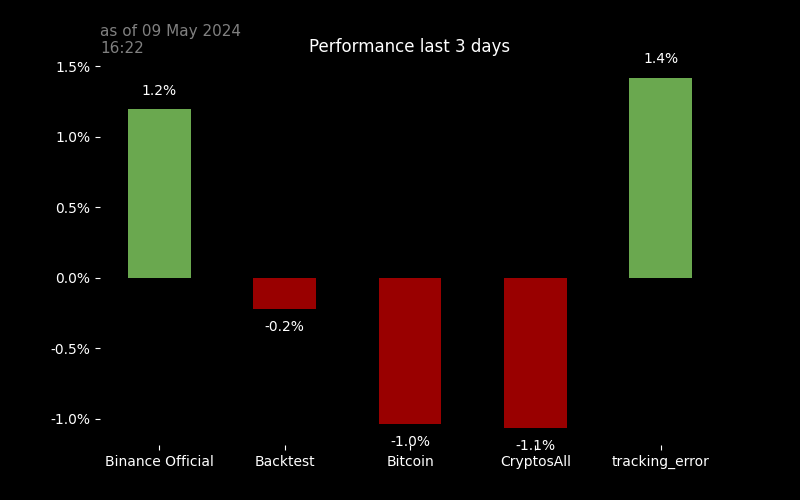 as of 09 May 2024
16:22
Performance last 3 days
1.5%
1.0%
0.5%
0.0%
-0.5%
-1.0%
1.2%
-0.2%
-1.0%
-1.1%
1.4%
Binance Official
Backtest
Bitcoin
CryptosAll
tracking_error